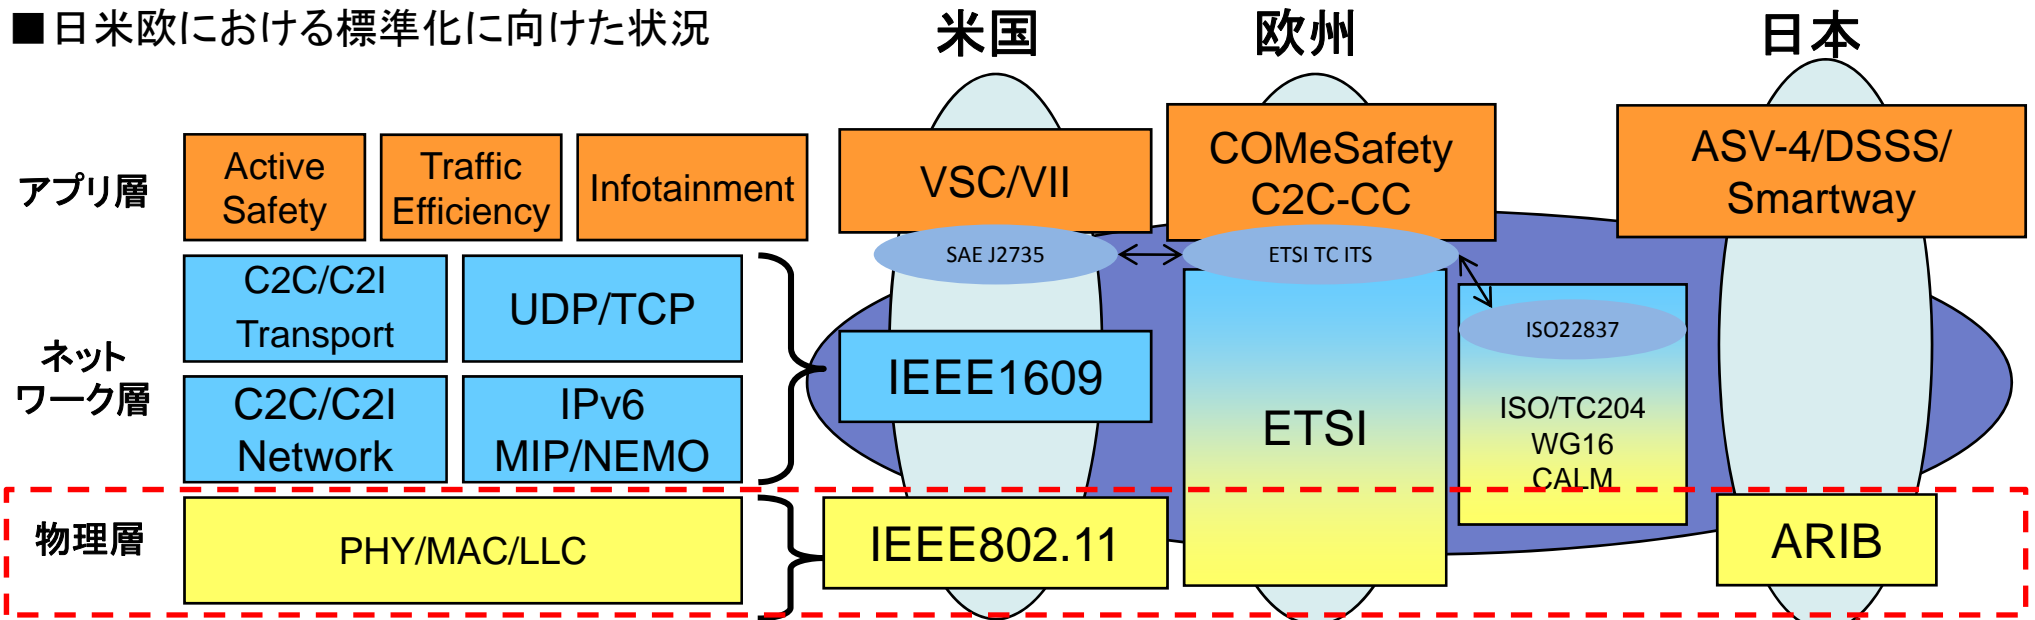 ■日米欧における標準化に向けた状況
米国
欧州
日本
アプリ層
Active
Safety
Traffic
Efficiency
Infotainment
VSC/VII
COMeSafety
C2C-CC
ASV-4/DSSS/
Smartway
SAE J2735
ETSI TC ITS
ネット
ワーク層
C2C/C2I
Transport
UDP/TCP
C2C/C2I
Network
IPv6
MIP/NEMO
IEEE1609
ETSI
ISO22837
ISO/TC204
WG16
CALM
物理層
PHY/MAC/LLC
IEEE802.11
ARIB